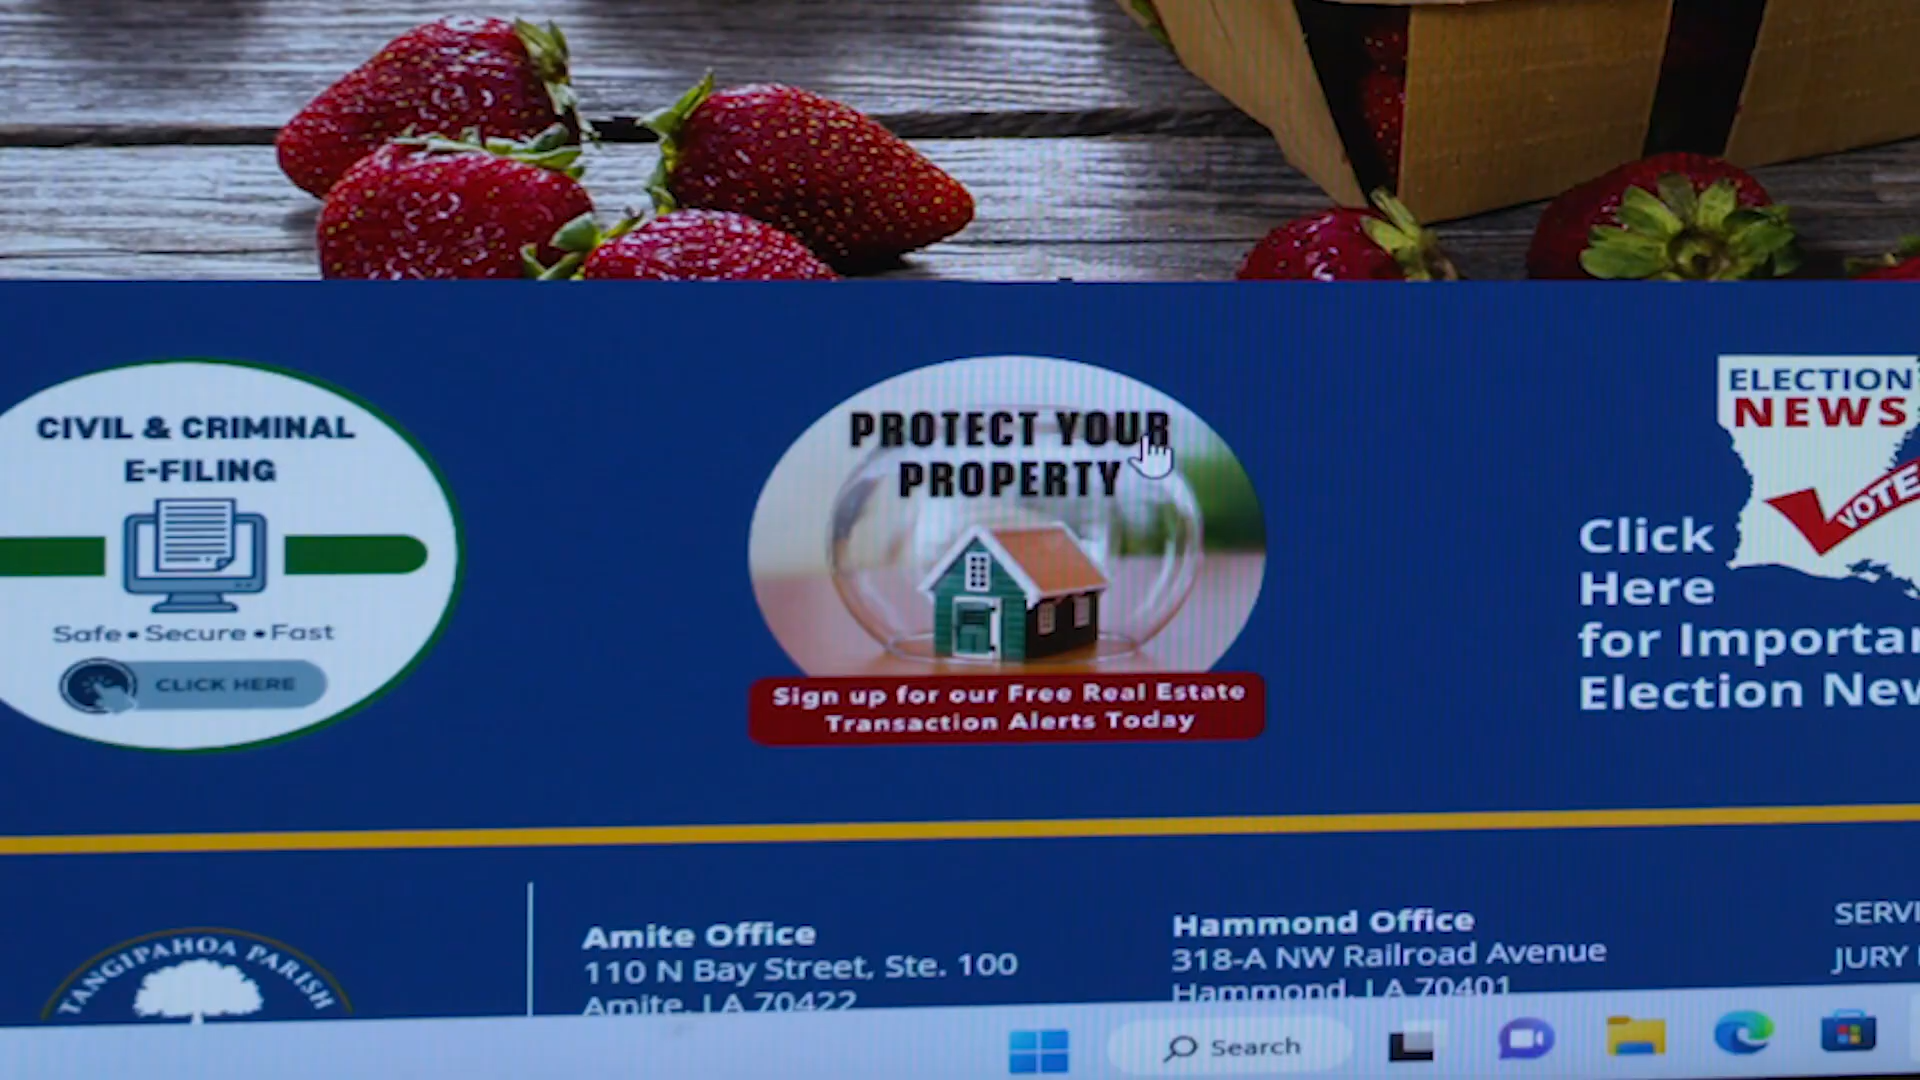 CIVIL & CRIMINAL
E-FILING
Safe • Secure • Fast
CLICK HERE
PROTECT YOUR
PROPERTY
Sign up for our Free Real Estate
Transaction Alerts Today
ELECTION
NEWS
VOTE
Click
Here
for Importan
Election New
TANGIPAHOA PARISH
Amite Office
110 N Bay Street, Ste. 100
Amite, LA 70422
Hammond Office
318-A NW Railroad Avenue
Hammond, LA 70401
SERVI
JURY
Search